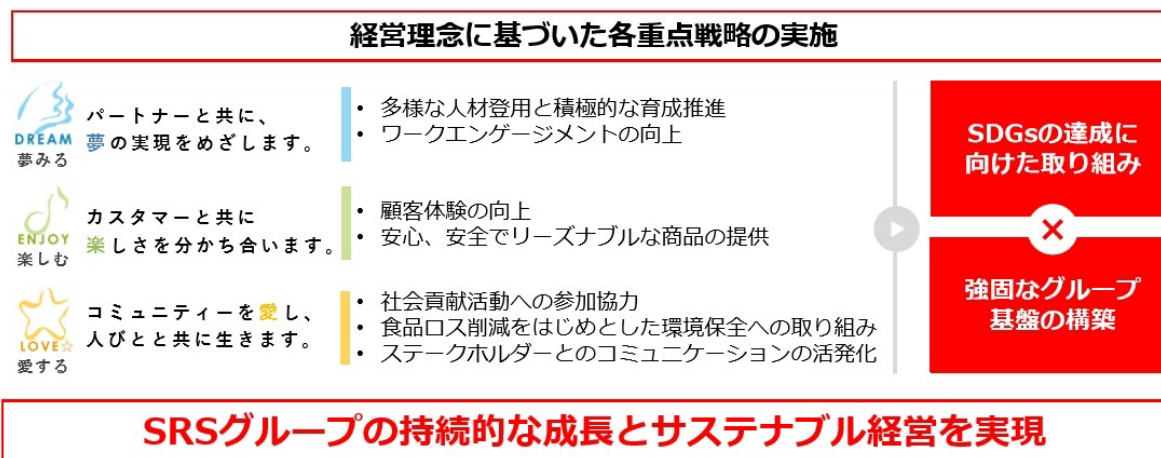 経営理念に基づいた各重点戦略の実施
DREAM
夢みる
パートナーと共に、
夢の実現をめざします。
• 多様な人材登用と積極的な育成推進
• ワークエンゲージメントの向上
ENJOY
楽しむ
カスタマーと共に
楽しさを分かち合います。
• 顧客体験の向上
• 安心、安全でリーズナブルな商品の提供
LOVE☆
愛する
コミュニティーを愛し、
人びとと共に生きます。
• 社会貢献活動への参加協力
• 食品ロス削減をはじめとした環境保全への取り組み
• ステークホルダーとのコミュニケーションの活発化
SDGsの達成に
向けた取り組み
×
強固なグループ
基盤の構築
SRSグループの持続的な成長とサステナブル経営を実現